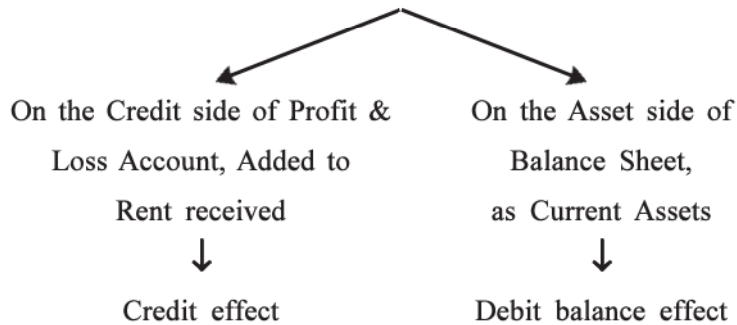 On the Credit side of Profit &
Loss Account, Added to
Rent received
Credit effect
On the Asset side of
Balance Sheet,
as Current Assets
Debit balance effect